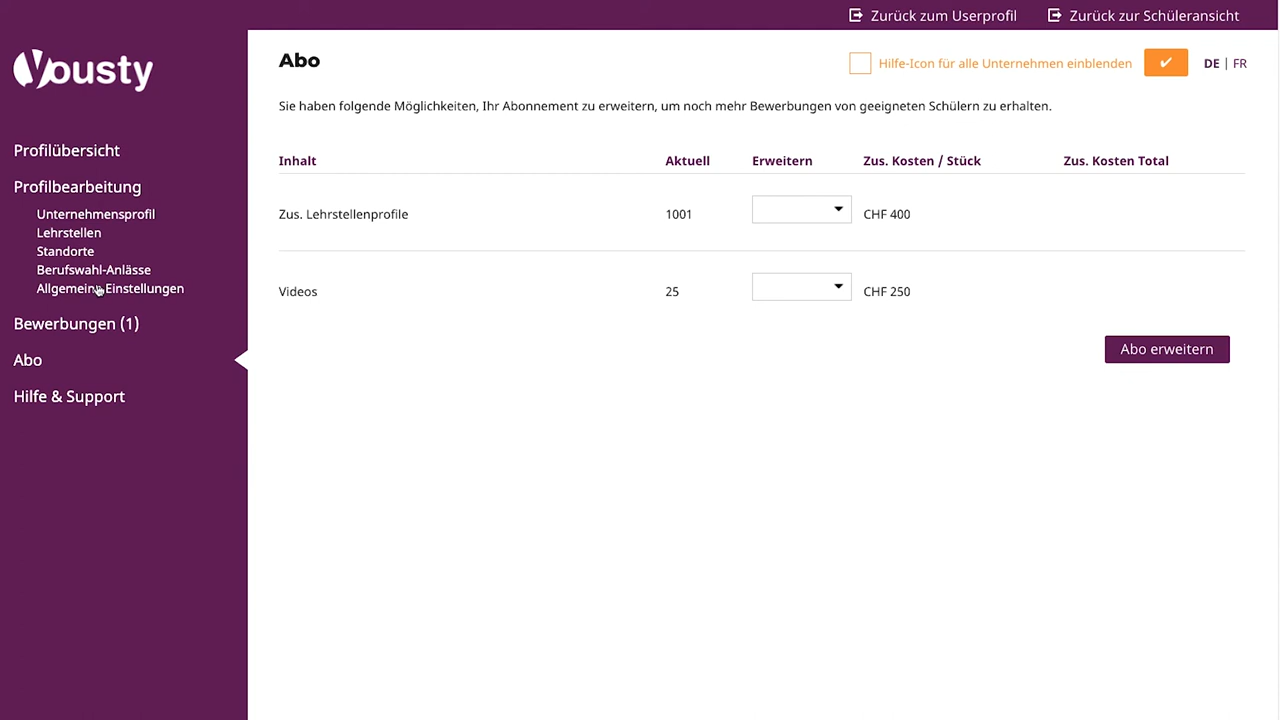 Zurück zum Userprofil Zurück zur Schüleransicht
Yousty
Abo
Hilfe-Icon für alle Unternehmen einblenden DE | FR
Sie haben folgende Möglichkeiten, Ihr Abonnement zu erweitern, um noch mehr Bewerbungen von geeigneten Schülern zu erhalten.
Profilübersicht
Profilbearbeitung
Unternehmensprofil
Lehrstellen
Standorte
Berufswahl-Anlässe
Allgemeine Einstellungen
Bewerbungen (1)
Abo
Hilfe & Support
Inhalt Aktuell Erweitern Zus. Kosten / Stück Zus. Kosten Total
Zus. Lehrstellenprofile 1001 CHF 400
Videos 25 CHF 250
Abo erweitern